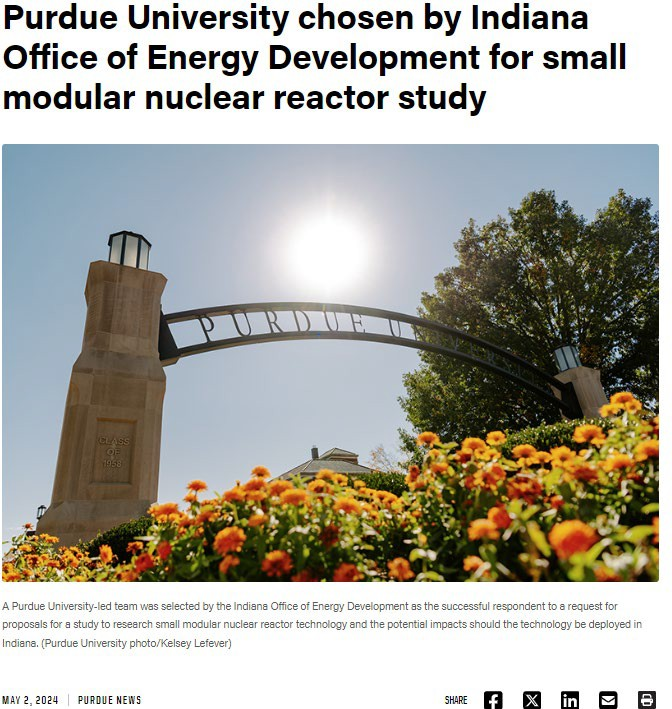 Purdue University chosen by Indiana
Office of Energy Development for small
modular nuclear reactor study
PURDUE
CLASS
OF
1958
A Purdue University-led team was selected by the Indiana Office of Energy Development as the successful respondent to a request for
proposals for a study to research small modular nuclear reactor technology and the potential impacts should the technology be deployed in
Indiana. (Purdue University photo/Kelsey Lefever)
MAY 2, 2024 | PURDUE NEWS
SHARE